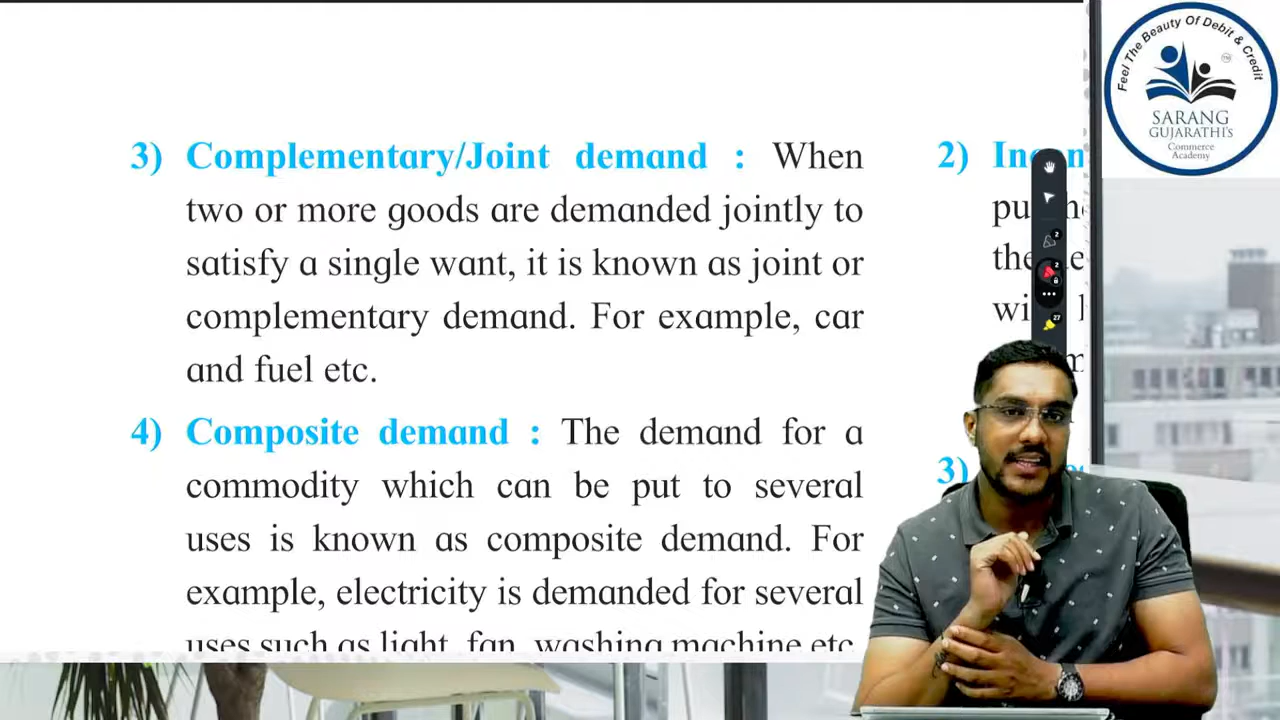 3) Complementary/Joint demand : When
two or more goods are demanded jointly to
satisfy a single want, it is known as joint or
complementary demand. For example, car
and fuel etc.
4) Composite demand : The demand for a
commodity which can be put to several
uses is known as composite demand. For
example, electricity is demanded for several
uses such as light, fan, washing machine etc.
2)
the
3)
Feel The Beauty Of Debit & Credit
SARANG
GUJARATHI'S
Commerce
Academy
2
2
27